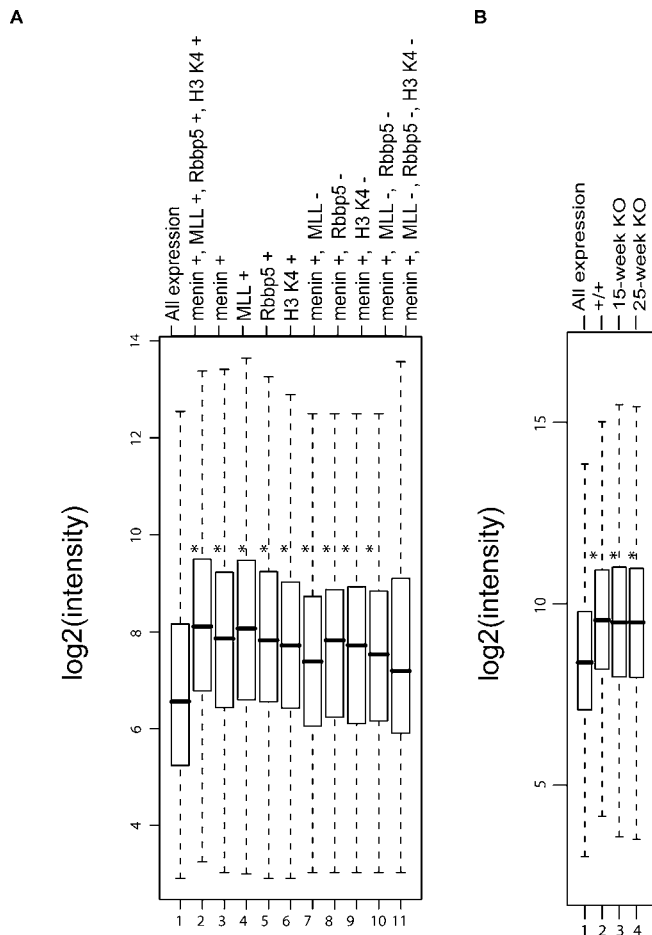 A
B
All expression
menin +, MLL +, Rbbp5 +, H3 K4 +
menin +
MLL +
Rbbp5 +
H3 K4 +
menin +, MLL -
menin +, Rbbp5 -
menin +, H3 K4 -
menin +, MLL -, Rbbp5 -
menin +, MLL -, Rbbp5 -, H3 K4 -
log2(intensity)
14
12
10
8
6
4
* * * * * * * * *
1 2 3 4 5 6 7 8 9 10 11
All expression
+/+
15-week KO
25-week KO
log2(intensity)
15
10
5
* * *
1 2 3 4